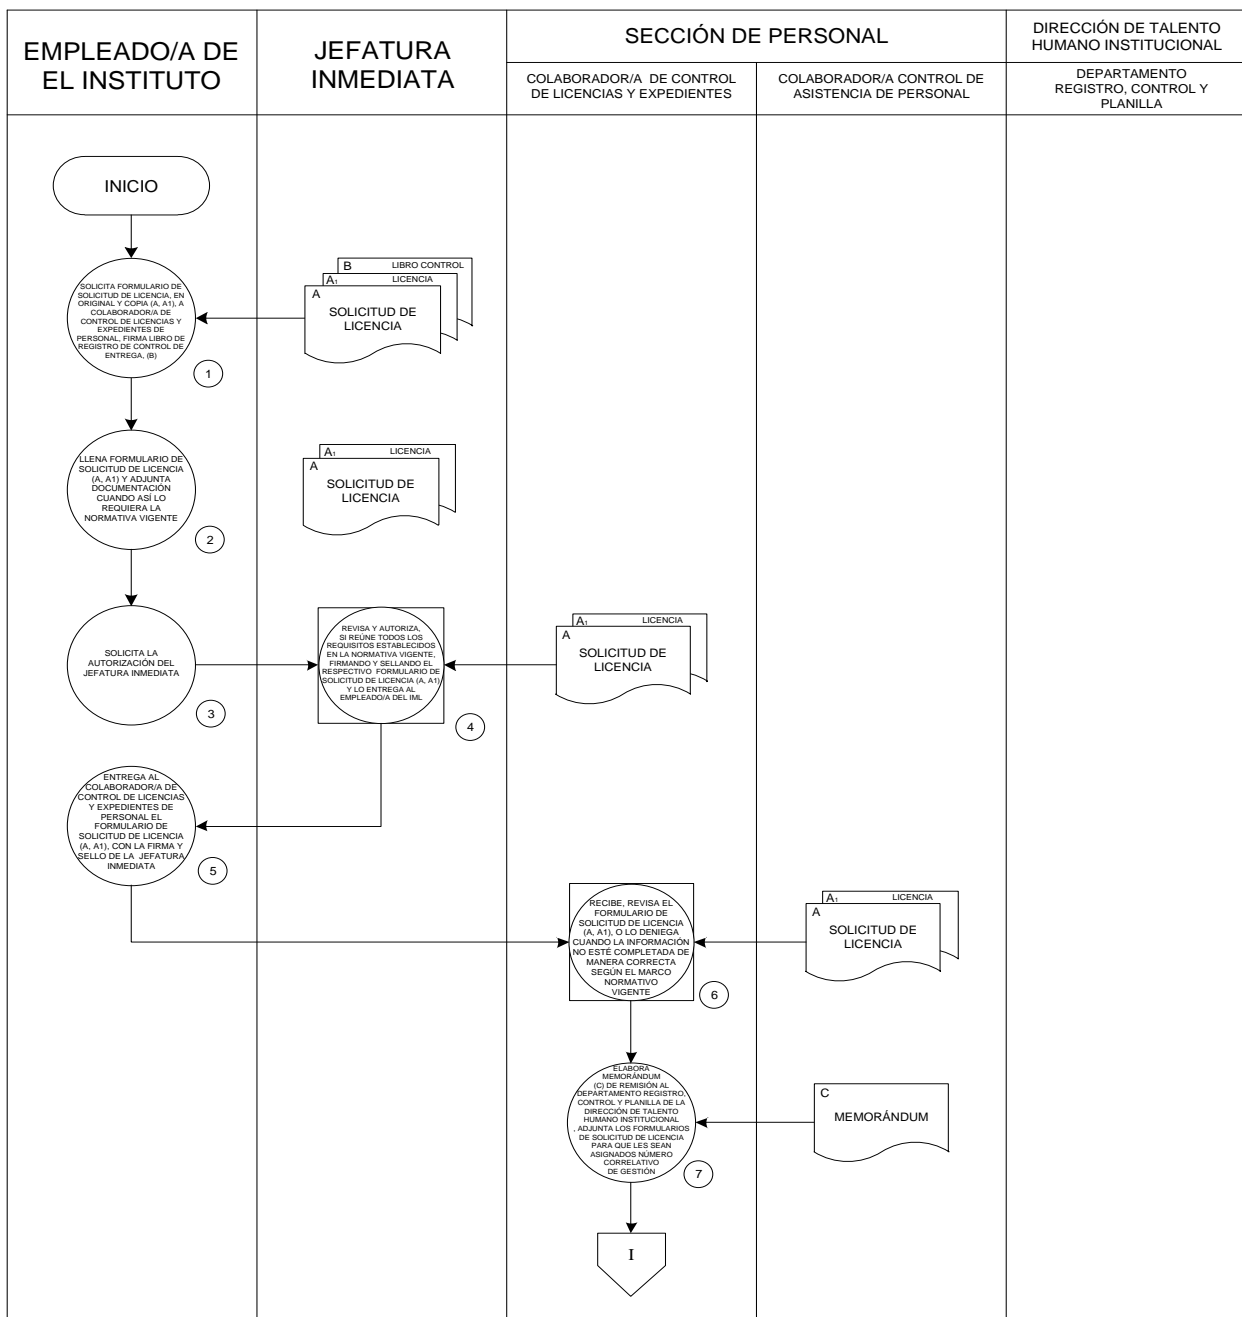 EMPLEADO/A DE
EL INSTITUTO
JEFATURA
INMEDIATA
SECCIÓN DE PERSONAL
COLABORADOR/A DE CONTROL
DE LICENCIAS Y EXPEDIENTES
COLABORADOR/A CONTROL DE
ASISTENCIA DE PERSONAL
DIRECCIÓN DE TALENTO
HUMANO INSTITUCIONAL
DEPARTAMENTO
REGISTRO, CONTROL Y
PLANILLA
INICIO
SOLICITA FORMULARIO DE
SOLICITUD DE LICENCIA, EN
ORIGINAL Y COPIA (A, A1), A
COLABORADOR/A DE
CONTROL DE LICENCIAS Y
EXPEDIENTES DE
PERSONAL, FIRMA LIBRO DE
REGISTRO DE CONTROL DE
ENTREGA, (B)
1
B LIBRO CONTROL
A1 LICENCIA
A
SOLICITUD DE
LICENCIA
LLENA FORMULARIO DE
SOLICITUD DE LICENCIA
(A, A1) Y ADJUNTA
DOCUMENTACIÓN
CUANDO ASÍ LO
REQUIERA LA
NORMATIVA VIGENTE
2
A1 LICENCIA
A
SOLICITUD DE
LICENCIA
SOLICITA LA
AUTORIZACIÓN DEL
JEFATURA INMEDIATA
3
REVISA Y AUTORIZA,
SI REÚNE TODOS LOS
REQUISITOS ESTABLECIDOS
EN LA NORMATIVA VIGENTE,
FIRMANDO Y SELLANDO EL
RESPECTIVO FORMULARIO DE
SOLICITUD DE LICENCIA (A, A1)
Y LO ENTREGA AL
EMPLEADO/A DEL IML
4
A1 LICENCIA
A
SOLICITUD DE
LICENCIA
ENTREGA AL
COLABORADOR/A DE
CONTROL DE LICENCIAS
Y EXPEDIENTES DE
PERSONAL EL
FORMULARIO DE
SOLICITUD DE LICENCIA
(A, A1), CON LA FIRMA Y
SELLO DE LA JEFATURA
INMEDIATA
5
RECIBE, REVISA EL
FORMULARIO DE
SOLICITUD DE LICENCIA
(A, A1), O LO DENIEGA
CUANDO LA INFORMACIÓN
NO ESTÉ COMPLETADA DE
MANERA CORRECTA
SEGÚN EL MARCO
NORMATIVO
VIGENTE
6
A1 LICENCIA
A
SOLICITUD DE
LICENCIA
ELABORA
MEMORÁNDUM
(C) DE REMISIÓN AL
DEPARTAMENTO REGISTRO,
CONTROL Y PLANILLA DE LA
DIRECCIÓN DE TALENTO
HUMANO INSTITUCIONAL
, ADJUNTA LOS FORMULARIOS
DE SOLICITUD DE LICENCIA
PARA QUE LES SEAN
ASIGNADOS NÚMERO
CORRELATIVO
DE GESTIÓN
7
C
MEMORÁNDUM
I